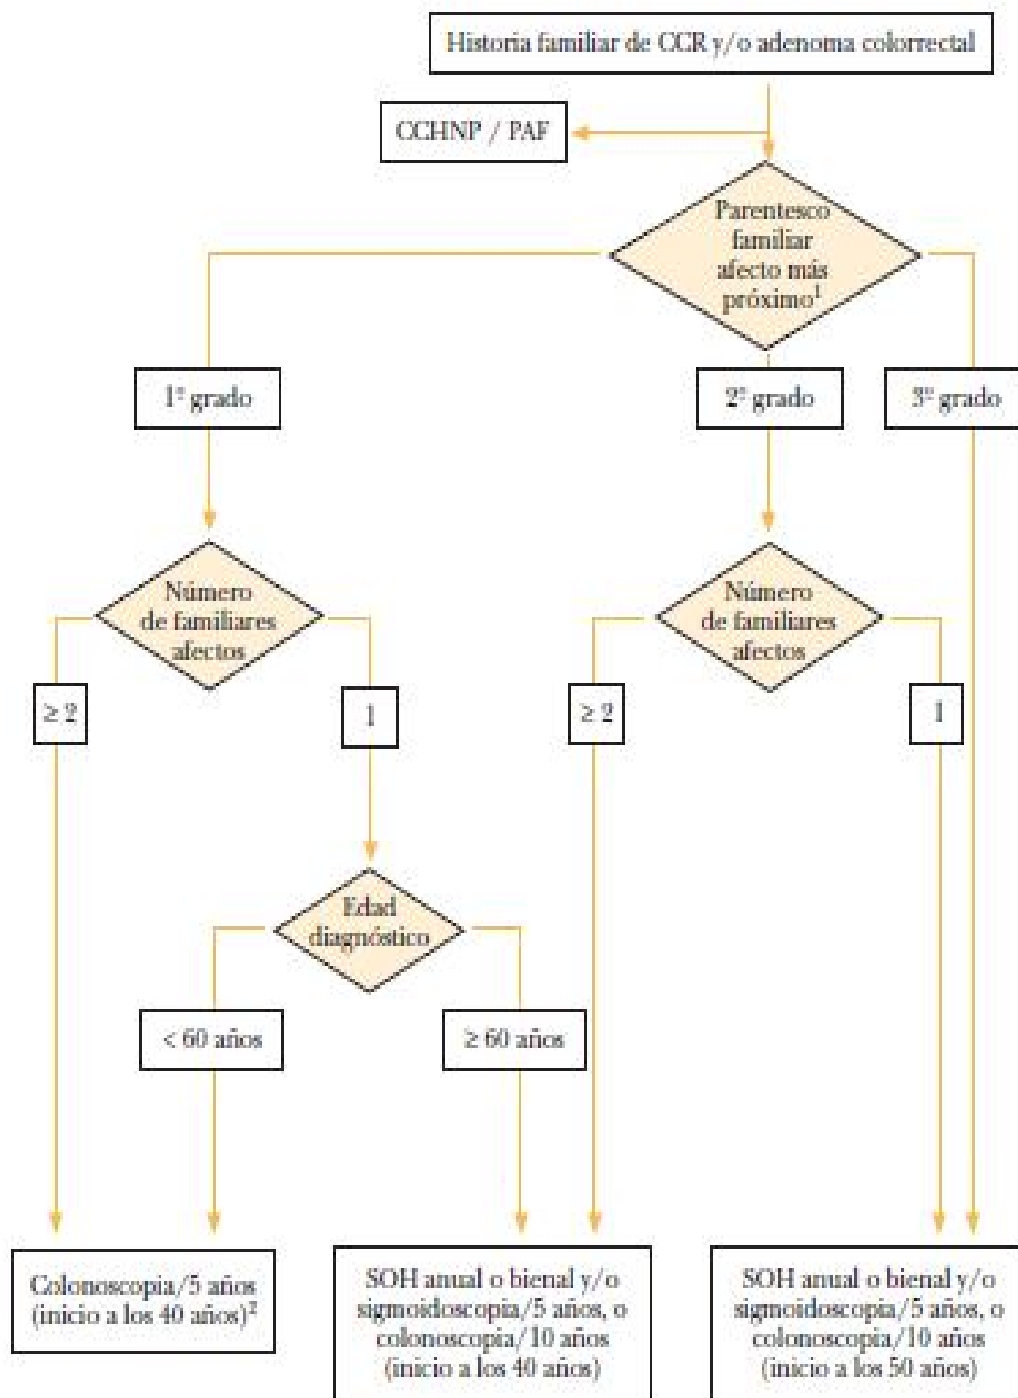 Historia familiar de CCR y/o adenoma colorrectal
CCHNP / PAF
Parentesco
familiar
afecto más
próximo¹
1º grado
2º grado
3º grado
Número
de familiares
afectos
Número
de familiares
afectos
≥ 2
1
≥ 2
1
Edad
diagnóstico
< 60 años
≥ 60 años
Colonoscopia/5 años
(inicio a los 40 años)²
SOH anual o bienal y/o
sigmoidoscopia/5 años, o
colonoscopia/10 años
(inicio a los 40 años)
SOH anual o bienal y/o
sigmoidoscopia/5 años, o
colonoscopia/10 años
(inicio a los 50 años)